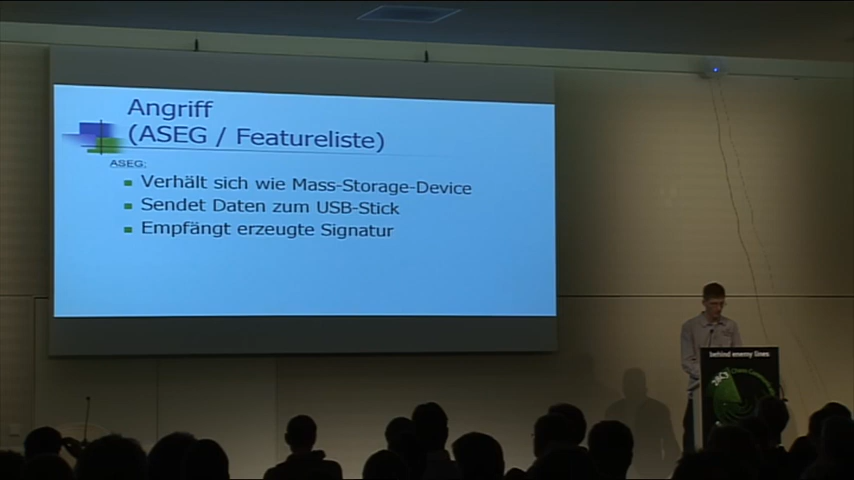 Angriff
(ASEG / Featureliste)
ASEG:
Verhält sich wie Mass-Storage-Device
Sendet Daten zum USB-Stick
Empfängt erzeugte Signatur
behind enemy lines